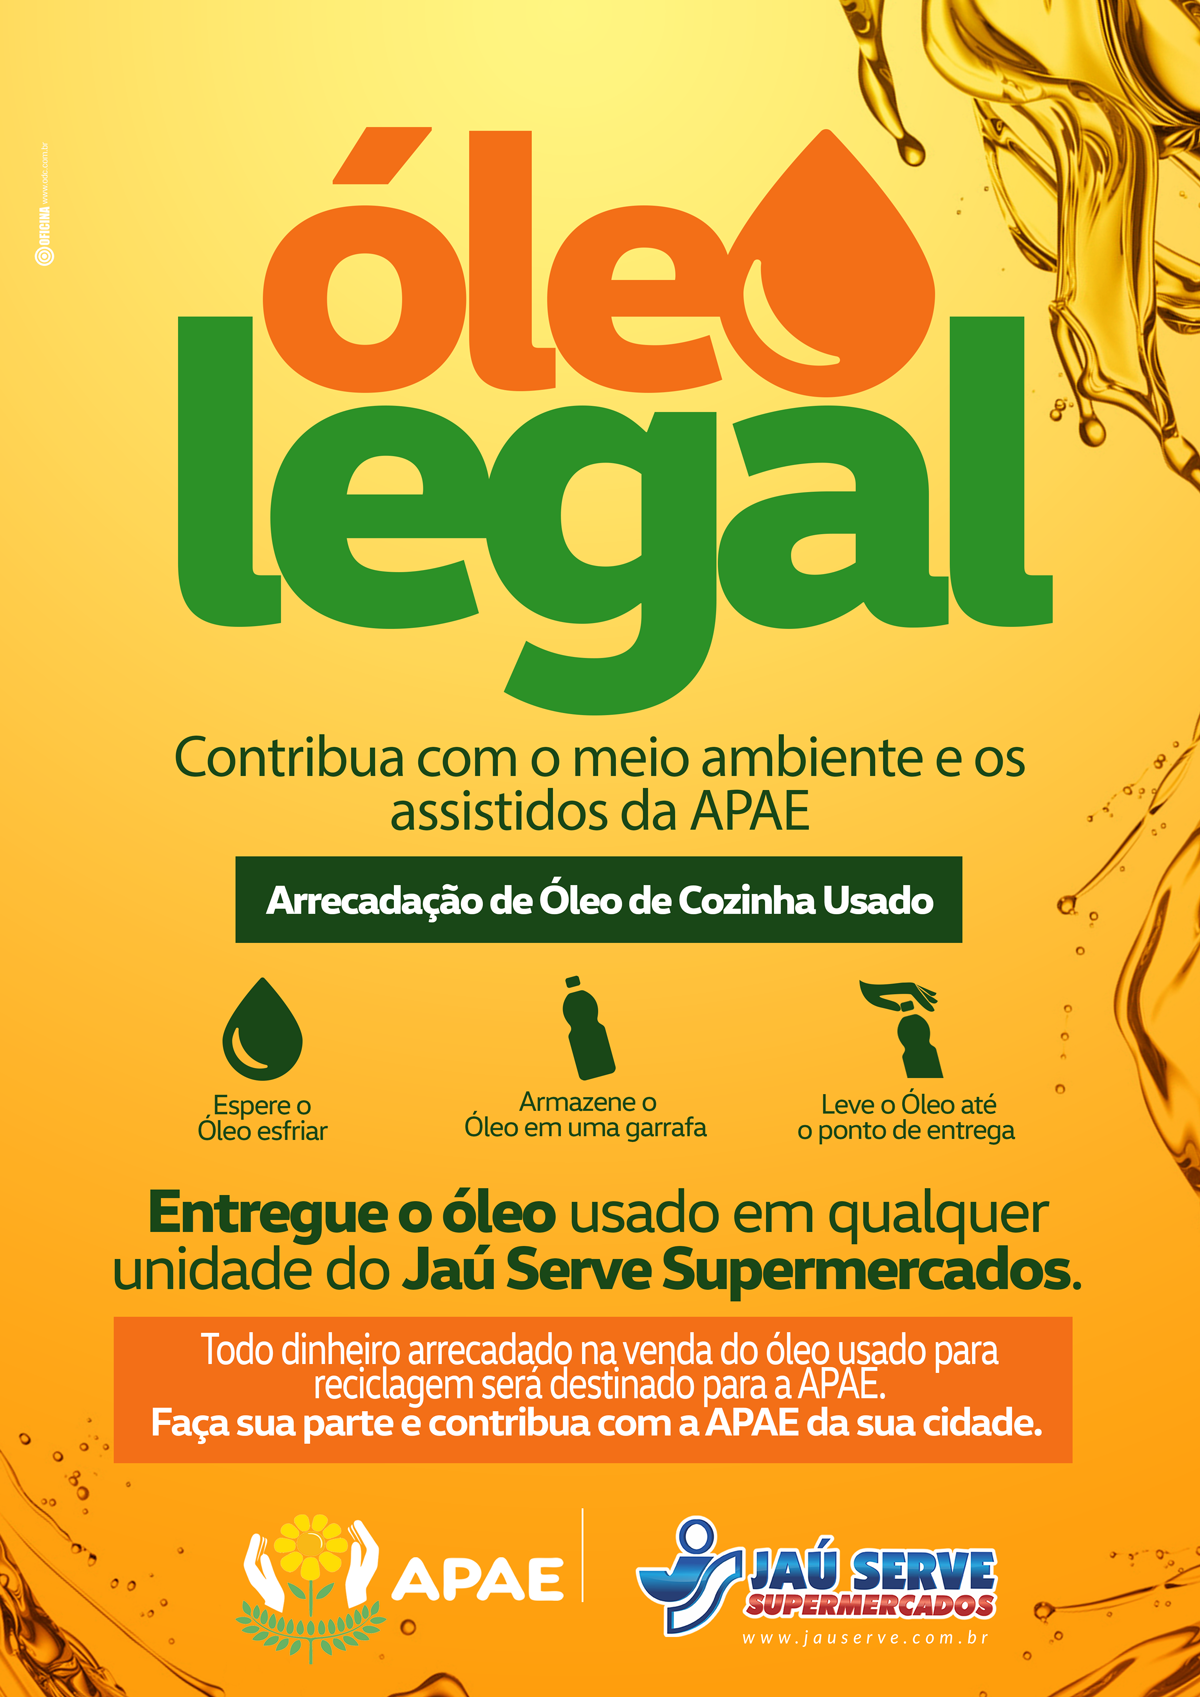 óleo
legal
Contribua com o meio ambiente e os
assistidos da APAE
Arrecadação de Óleo de Cozinha Usado
Espere o
Óleo esfriar
Armazene o
Óleo em uma garrafa
Leve o Óleo até
o ponto de entrega
Entregue o óleo usado em qualquer
unidade do Jaú Serve Supermercados.
Todo dinheiro arrecadado na venda do óleo usado para
reciclagem será destinado para a APAE.
Faça sua parte e contribua com a APAE da sua cidade.
APAE
JAÚ SERVE
SUPERMERCADOS
www.jauserve.com.br
OFICINA